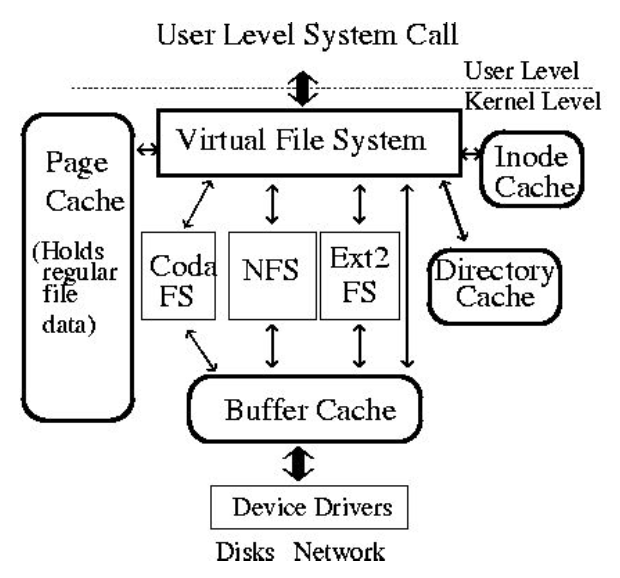 User Level System Call
User Level
Kernel Level
Virtual File System
Page
Cache
(Holds
regular
file
data)
Inode
Cache
Coda
FS
NFS
Ext2
FS
Directory
Cache
Buffer Cache
Device Drivers
Disks Network